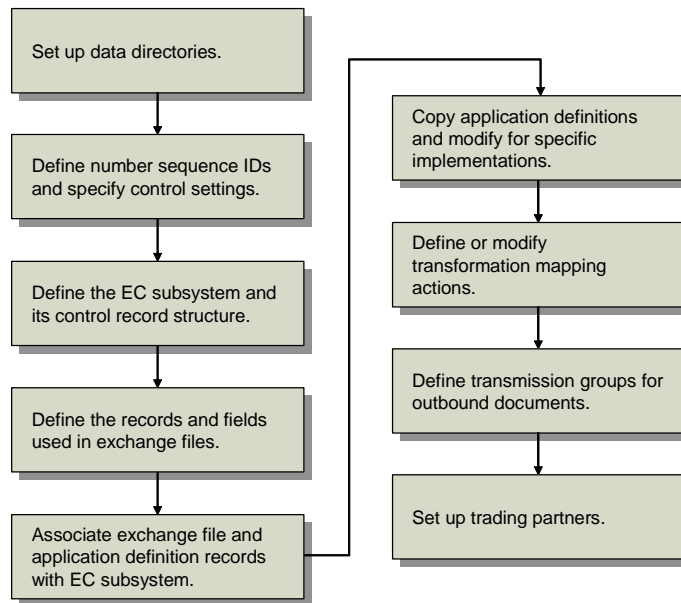 Set up data directories.
Define number sequence IDs
and specify control settings.
Define the EC subsystem and
its control record structure.
Define the records and fields
used in exchange files.
Associate exchange file and
application definition records
with EC subsystem.
Copy application definitions
and modify for specific
implementations.
Define or modify
transformation mapping
actions.
Define transmission groups for
outbound documents.
Set up trading partners.